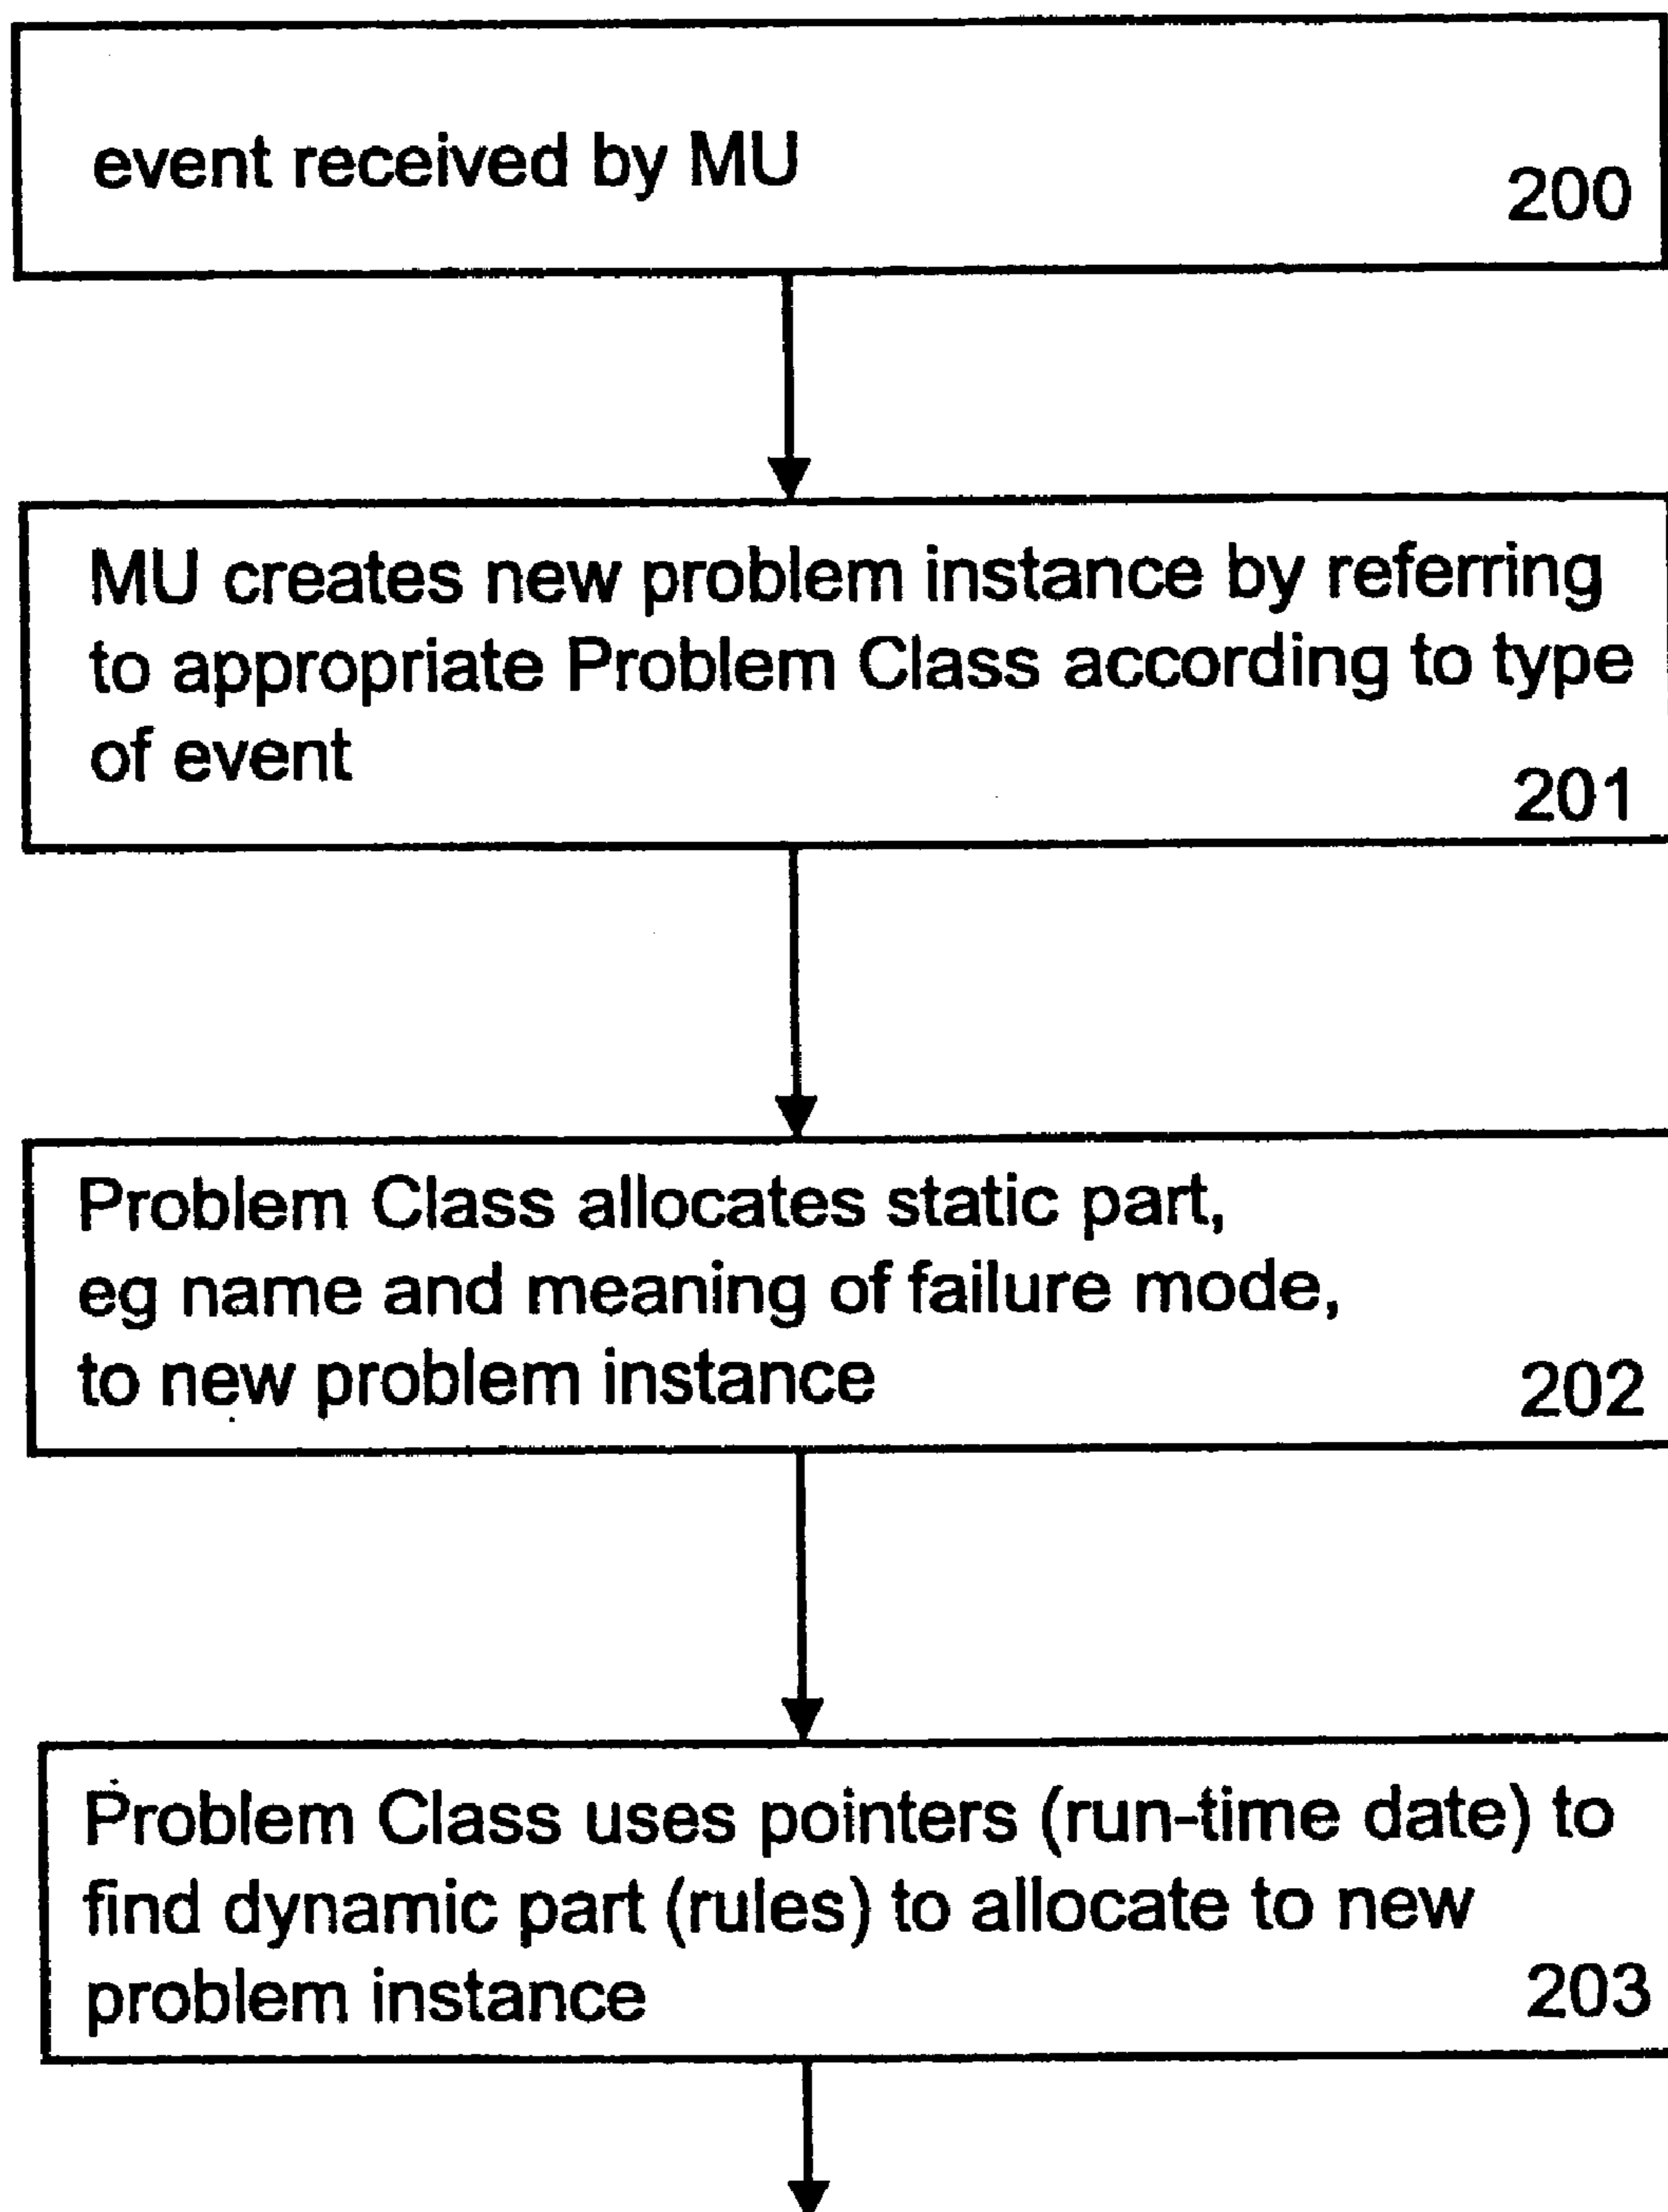 event received by MU
200
MU creates new problem instance by referring
to appropriate Problem Class according to type
of event
201
Problem Class allocates static part,
eg name and meaning of failure mode,
to new problem instance
202
Problem Class uses pointers (run-time date) to
find dynamic part (rules) to allocate to new
problem instance
203